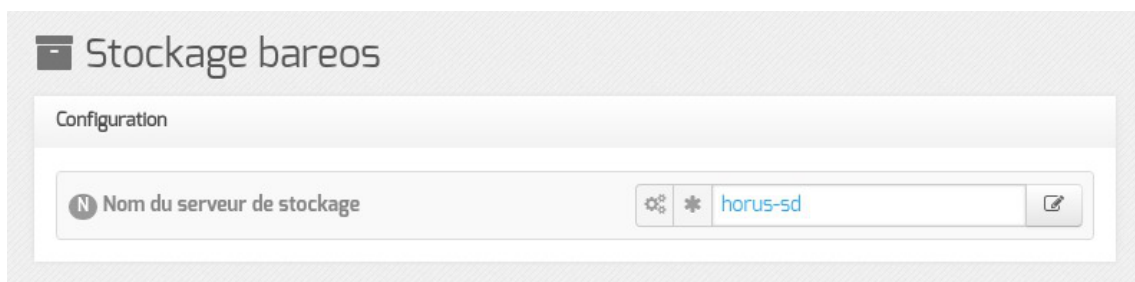 Stockage bareos
Configuration
N Nom du serveur de stockage horus-sd